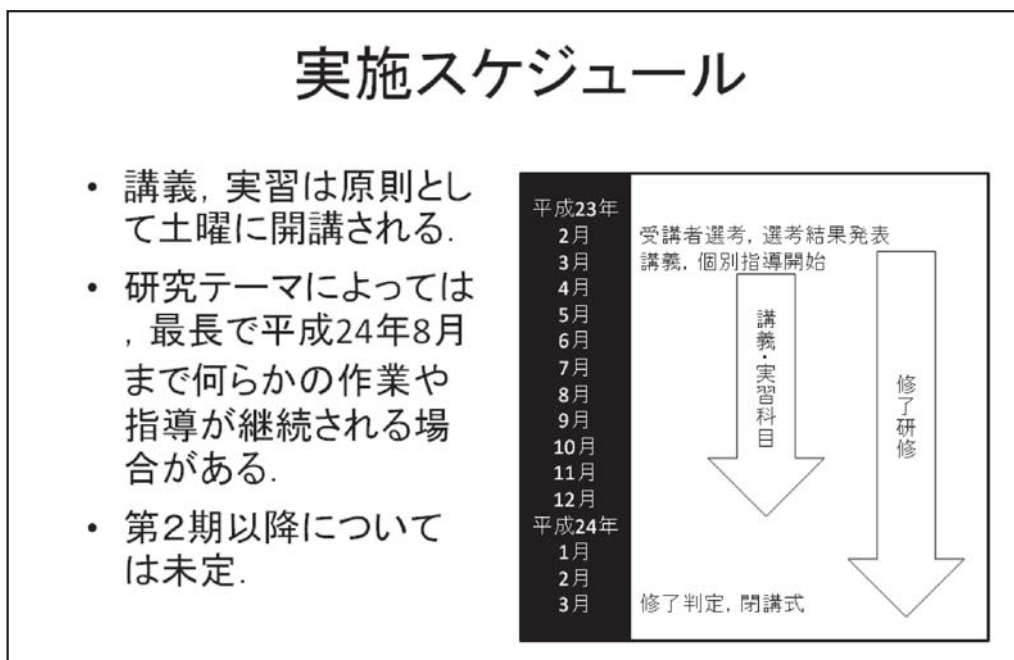 実施スケジュール
• 講義, 実習は原則とし
て土曜に開講される.
• 研究テーマによっては
, 最長で平成24年8月
まで何らかの作業や
指導が継続される場
合がある.
• 第２期以降について
は未定.
平成23年
2月 受講者選考, 選考結果発表
3月 講義, 個別指導開始
4月
5月
6月
7月
8月
9月
10月
11月
12月
平成24年
1月
2月
3月 修了判定, 閉講式
講義・実習科目
修了研修